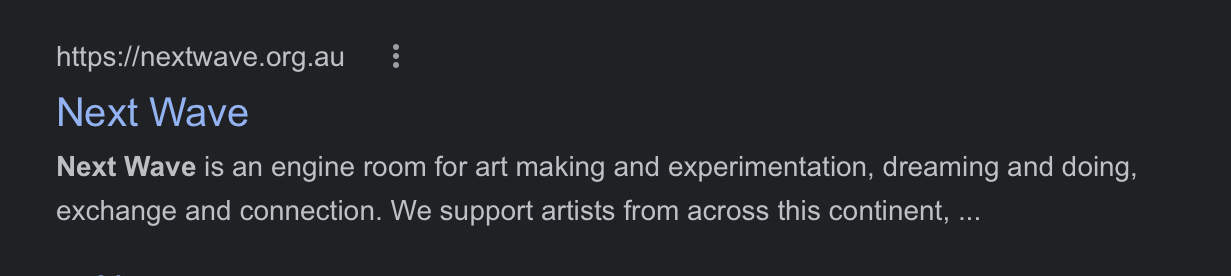 https://nextwave.org.au
Next Wave
Next Wave is an engine room for art making and experimentation, dreaming and doing,
exchange and connection. We support artists from across this continent, ...